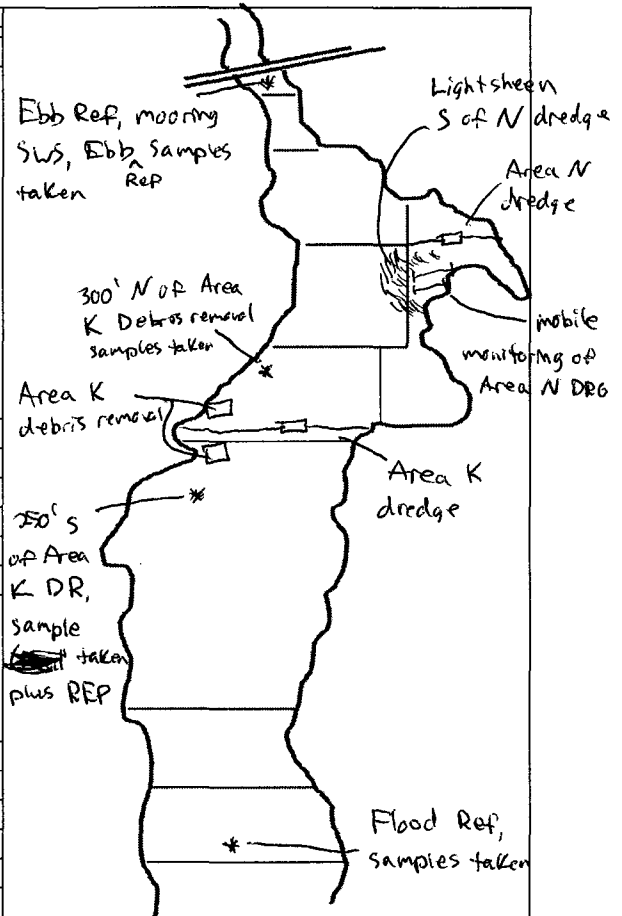 Lightsheen
S of N dredge
Ebb Ref, mooring
SWS, Ebb Samples
REP
taken
Area N
dredge
300' N of Area
K Debros removal
samples taken
mobile
monitoring of
Area N DRG
Area K
debris removal
Area K
dredge
250' S
of Area
K DR,
sample
taken
plus REP
Flood Ref,
samples taken